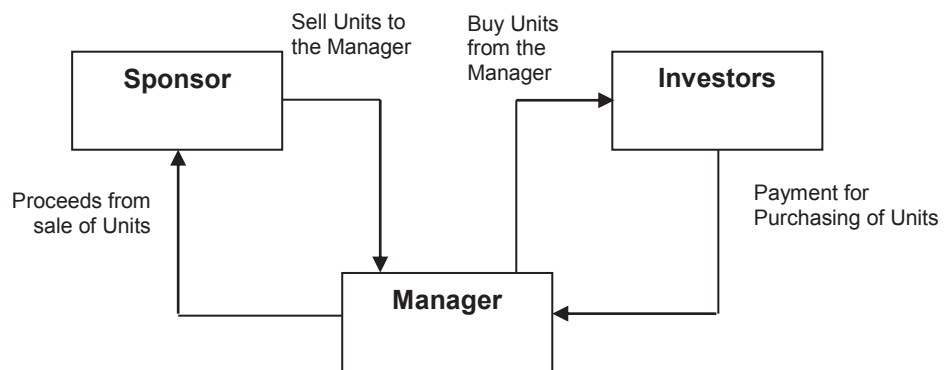 Sell Units to
the Manager
Buy Units
from the
Manager
Sponsor
Investors
Proceeds from
sale of Units
Payment for
Purchasing of Units
Manager